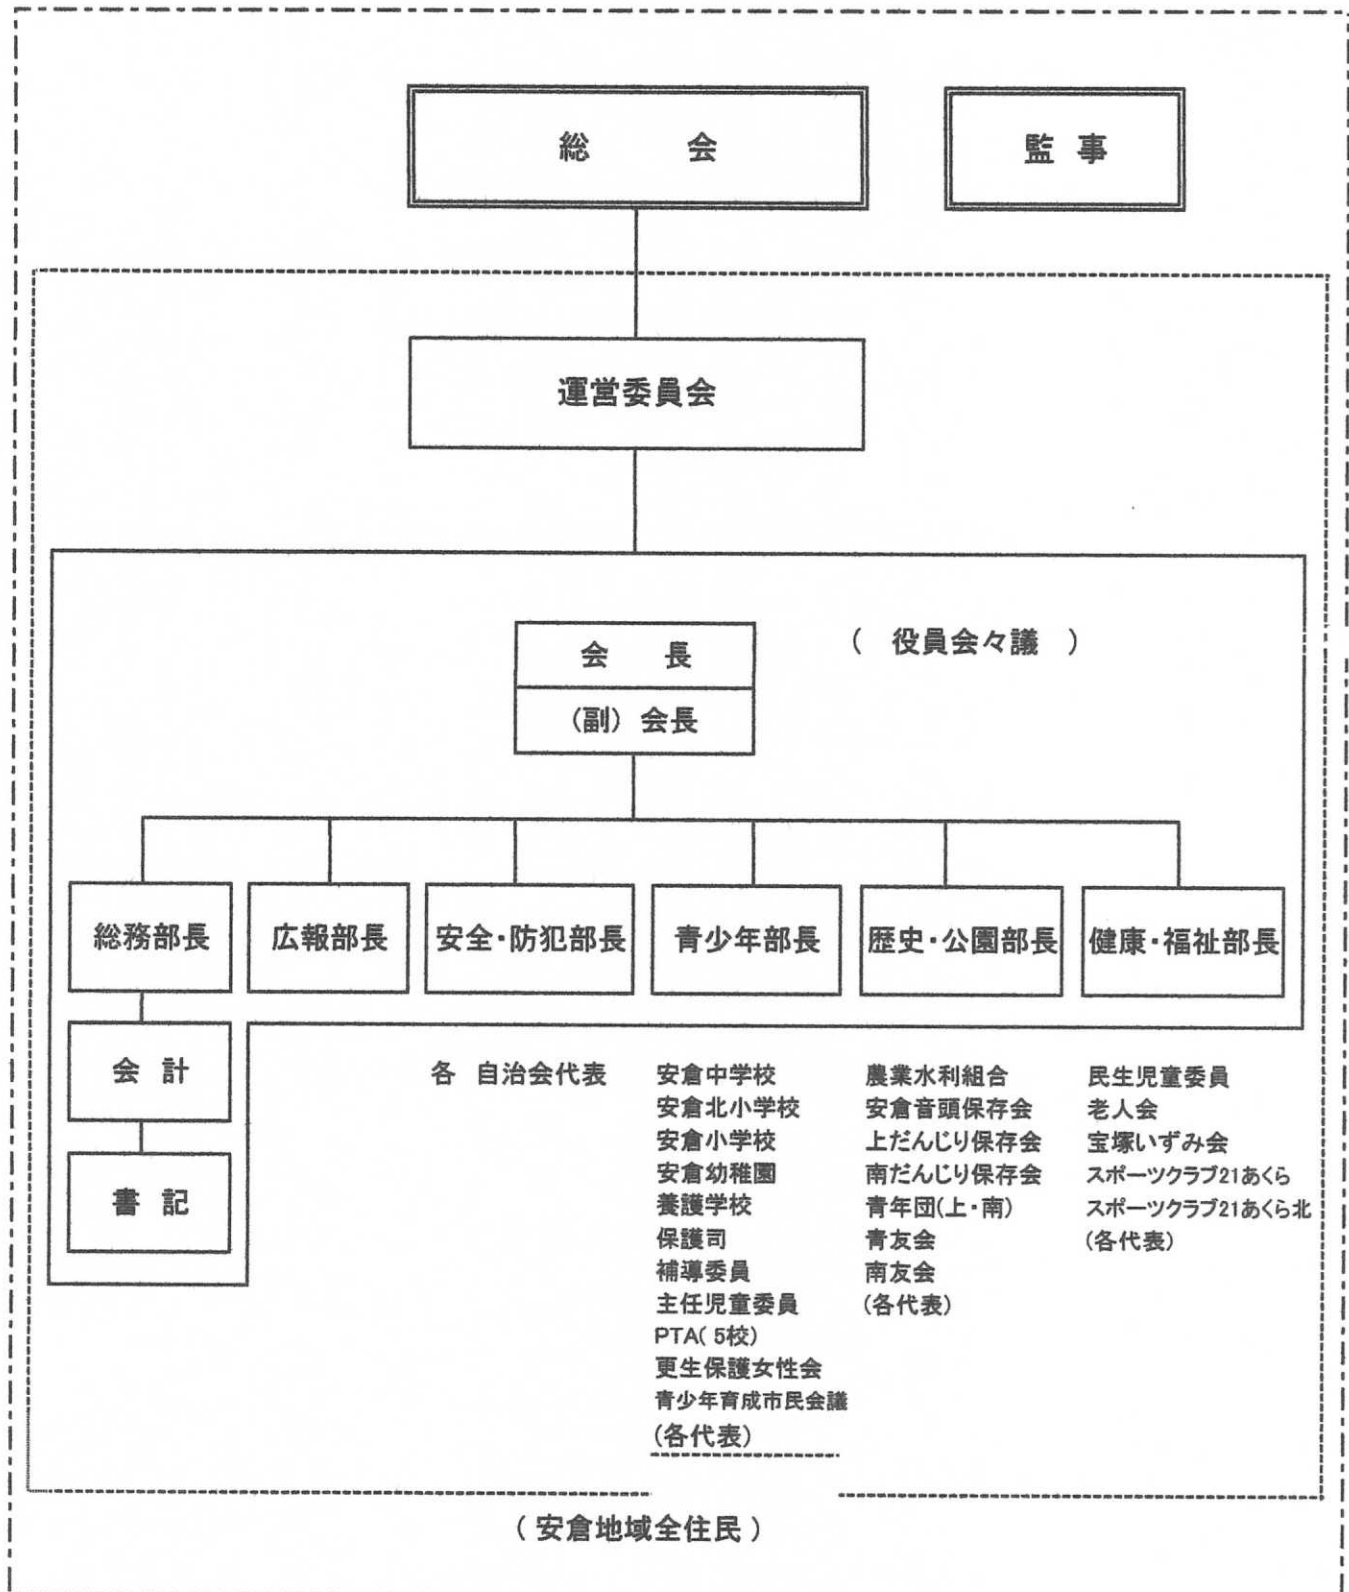 総 会
監 事
運営委員会
( 役員会々議 )
会 長
(副) 会長
総務部長
広報部長
安全・防犯部長
青少年部長
歴史・公園部長
健康・福祉部長
会 計
書 記
各 自治会代表
安倉中学校
安倉北小学校
安倉小学校
安倉幼稚園
養護学校
保護司
補導委員
主任児童委員
PTA( 5校)
更生保護女性会
青少年育成市民会議
(各代表)
農業水利組合
安倉音頭保存会
上だんじり保存会
南だんじり保存会
青年団(上・南)
青友会
南友会
(各代表)
民生児童委員
老人会
宝塚いずみ会
スポーツクラブ21あくら
スポーツクラブ21あくら北
(各代表)
( 安倉地域全住民 )